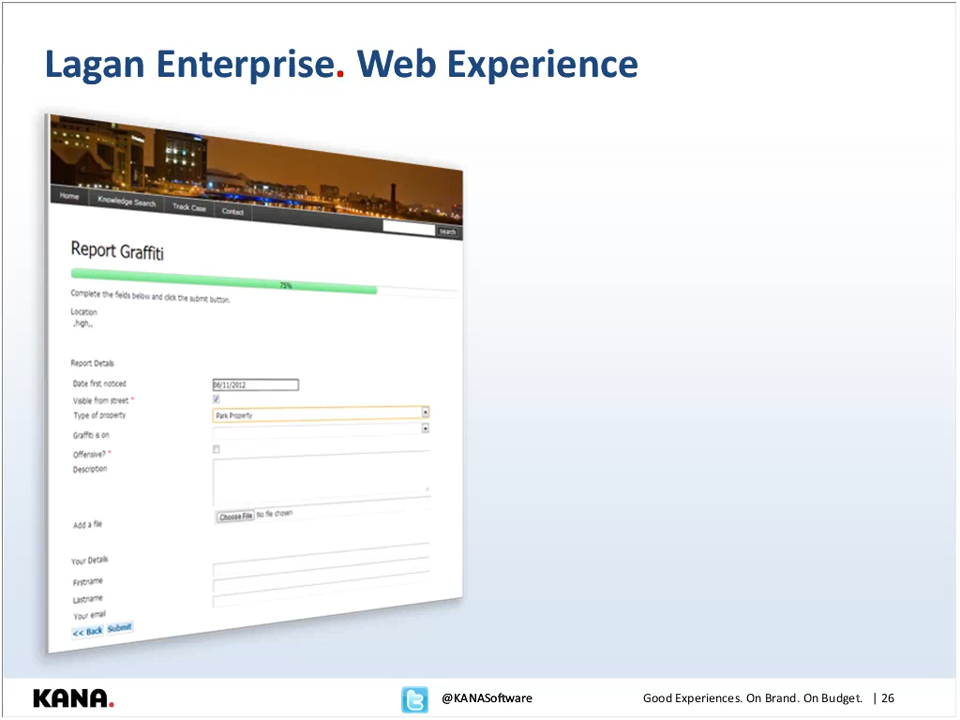 Lagan Enterprise. Web Experience
Home Knowledge Search Track Case Contact search
Report Graffiti
75%
Complete the fields below and click the submit button.
Location
,high,,
Report Details
Date first noticed 06/11/2012
Visible from street *
Type of property Park Property
Graffiti is on
Offensive? *
Description
Add a file Choose File No file chosen
Your Details
Firstname
Lastname
Your email
<< Back Submit
KANA. @KANASoftware Good Experiences. On Brand. On Budget. | 26